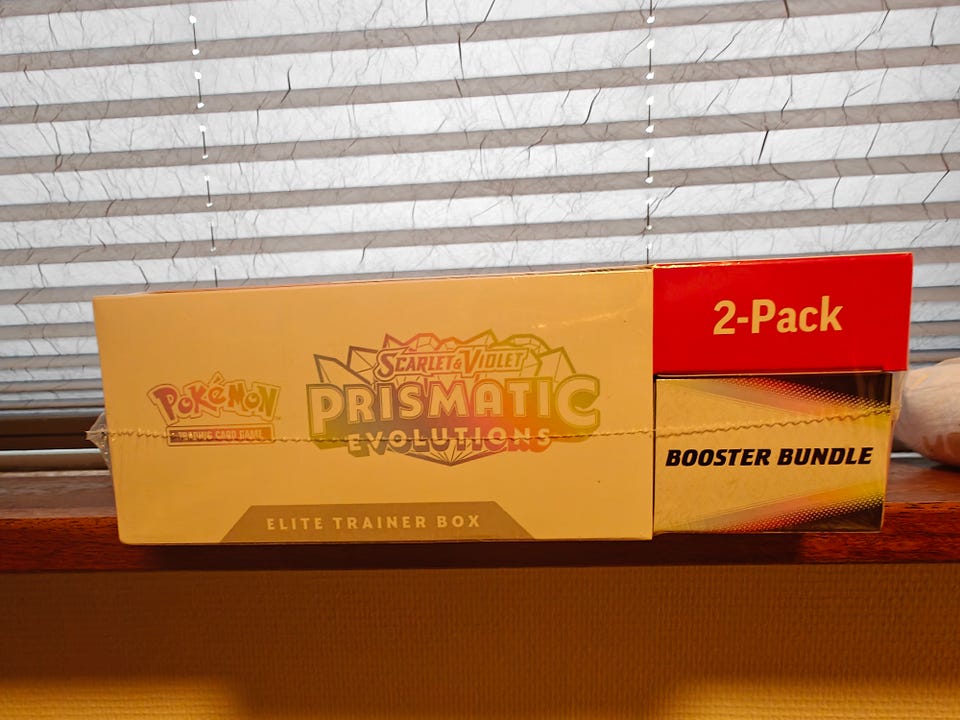 Pokémon
TRADING CARD GAME
SCARLET & VIOLET
PRISMATIC
EVOLUTIONS
ELITE TRAINER BOX
2-Pack
BOOSTER BUNDLE